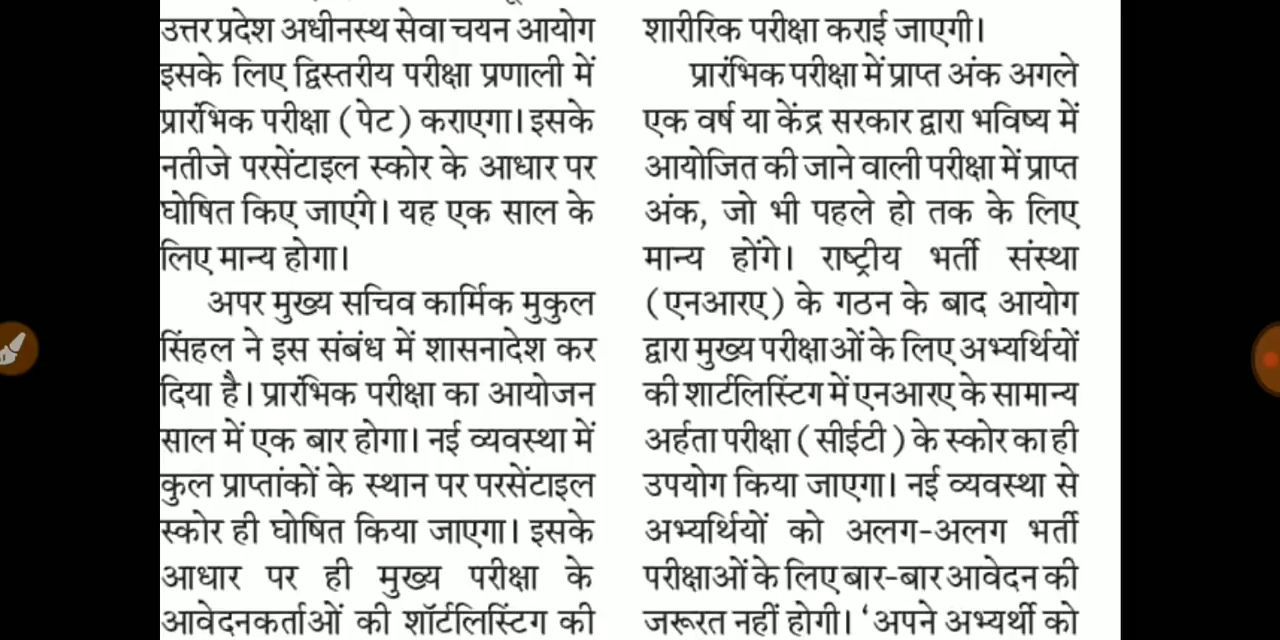 उत्तर प्रदेश अधीनस्थ सेवा चयन आयोग
इसके लिए द्विस्तरीय परीक्षा प्रणाली में
प्रारंभिक परीक्षा (पेट) कराएगा। इसके
नतीजे परसेंटाइल स्कोर के आधार पर
घोषित किए जाएंगे। यह एक साल के
लिए मान्य होगा।
अपर मुख्य सचिव कार्मिक मुकुल
सिंहल ने इस संबंध में शासनादेश कर
दिया है। प्रारंभिक परीक्षा का आयोजन
साल में एक बार होगा। नई व्यवस्था में
कुल प्राप्तांकों के स्थान पर परसेंटाइल
स्कोर ही घोषित किया जाएगा। इसके
आधार पर ही मुख्य परीक्षा के
आवेदनकर्ताओं की शॉर्टलिस्टिंग की
शारीरिक परीक्षा कराई जाएगी।
प्रारंभिक परीक्षा में प्राप्त अंक अगले
एक वर्ष या केंद्र सरकार द्वारा भविष्य में
आयोजित की जाने वाली परीक्षा में प्राप्त
अंक, जो भी पहले हो तक के लिए
मान्य होंगे। राष्ट्रीय भर्ती संस्था
(एनआरए) के गठन के बाद आयोग
द्वारा मुख्य परीक्षाओं के लिए अभ्यर्थियों
की शार्टलिस्टिंग में एनआरए के सामान्य
अर्हता परीक्षा (सीईटी) के स्कोर का ही
उपयोग किया जाएगा। नई व्यवस्था से
अभ्यर्थियों को अलग-अलग भर्ती
परीक्षाओं के लिए बार-बार आवेदन की
जरूरत नहीं होगी। ‘अपने अभ्यर्थी को